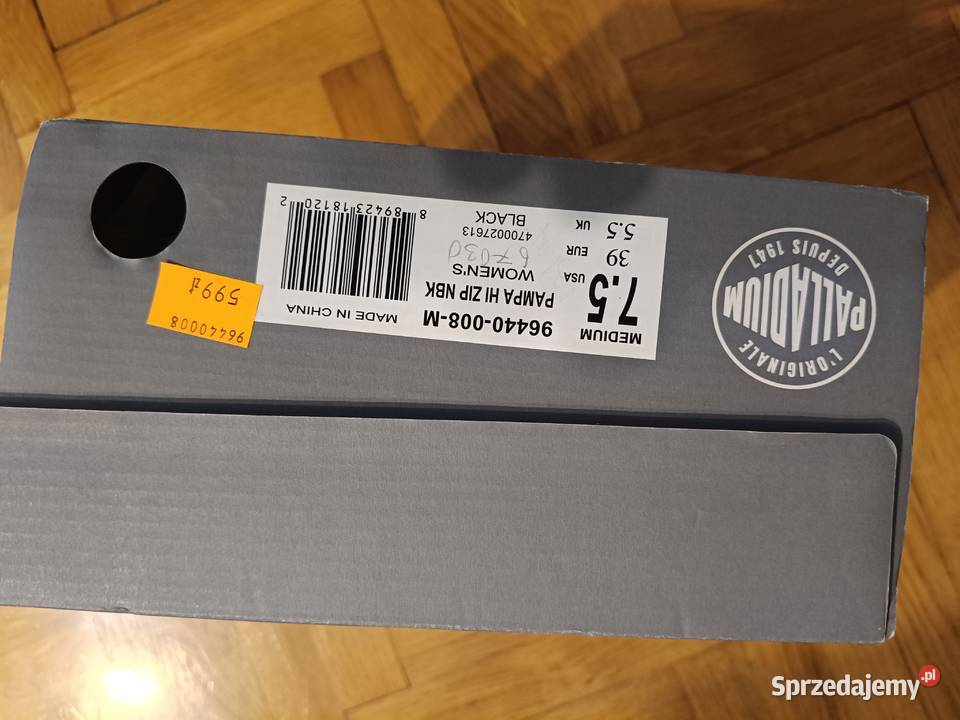 MEDIUM
7.5 USA
39 EUR
5.5 UK
96440-008-M
PAMPA HI ZIP NBK
WOMEN'S
4700027613
BLACK
MADE IN CHINA
8 89423 18120 2
96440008
599zł
L'ORIGINALE
PALLADIUM
DEPUIS 1947
Sprzedajemy.pl